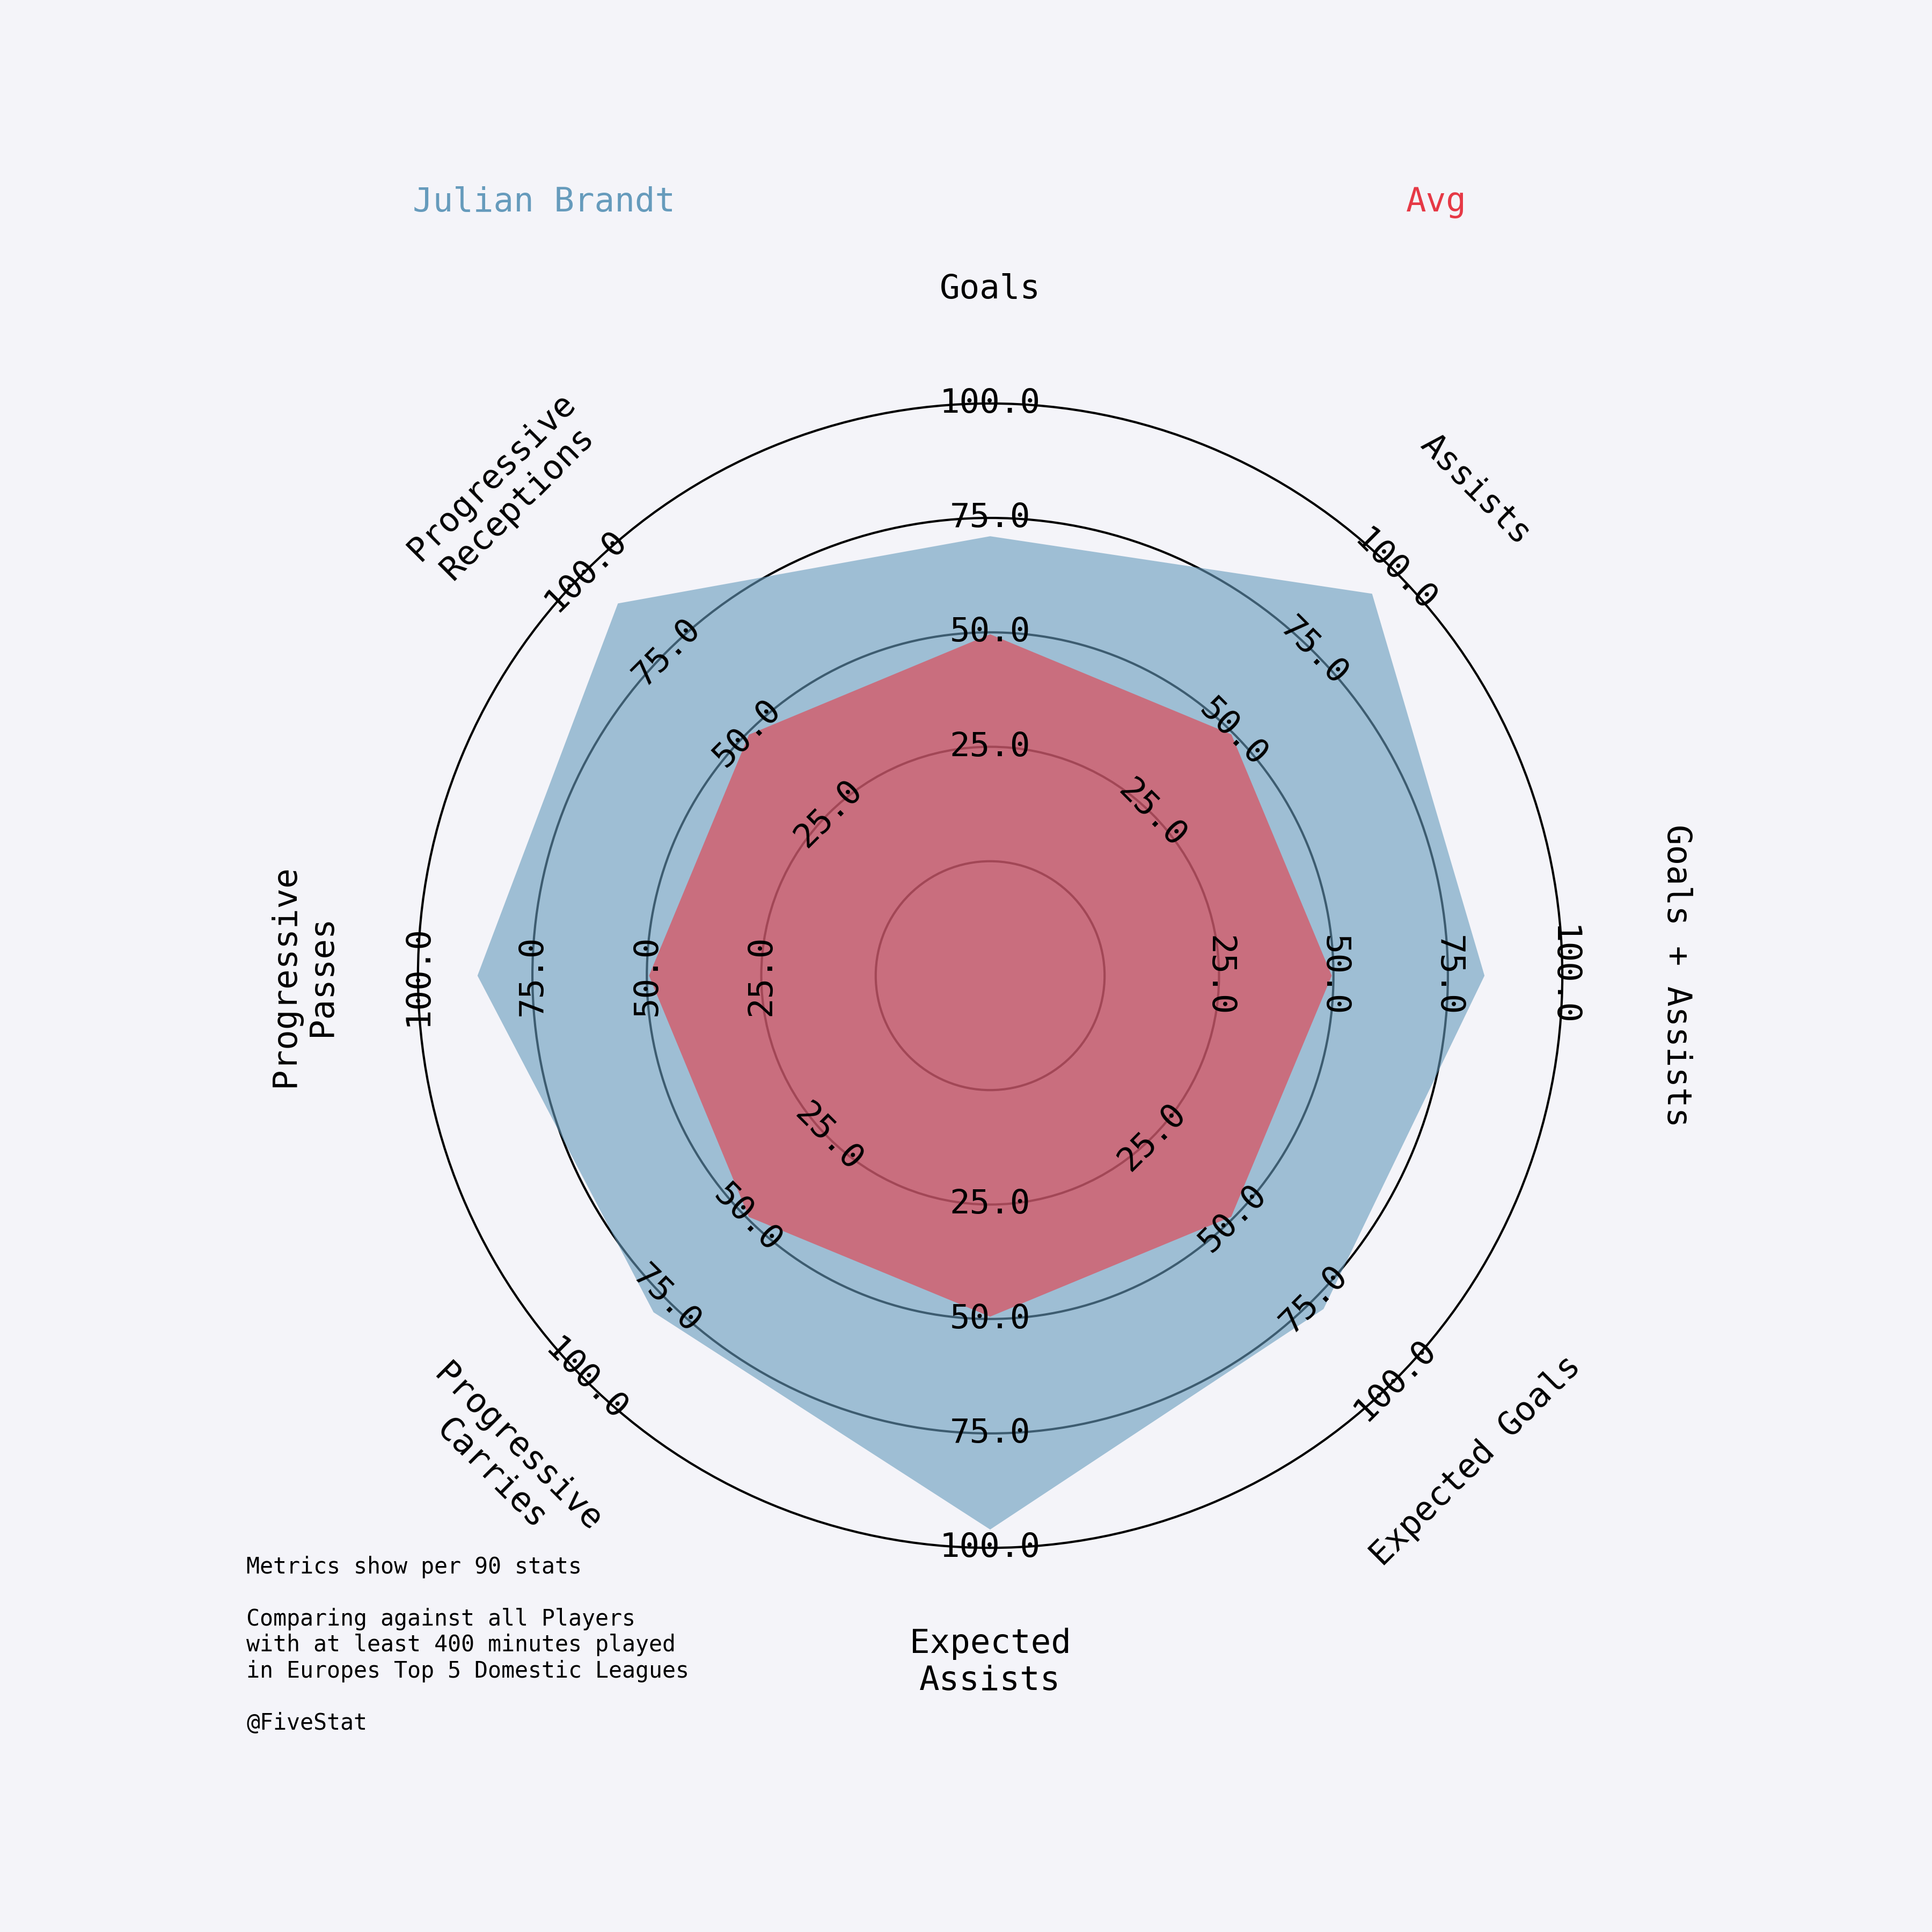 Julian Brandt
Avg
Goals
Assists
Goals + Assists
Expected Goals
Expected
Assists
Progressive
Carries
Progressive
Passes
Progressive
Receptions
25.0
50.0
75.0
100.0
25.0
50.0
75.0
100.0
25.0
50.0
75.0
100.0
25.0
50.0
75.0
100.0
25.0
50.0
75.0
100.0
25.0
50.0
75.0
100.0
25.0
50.0
75.0
100.0
25.0
50.0
75.0
100.0
Metrics show per 90 stats
Comparing against all Players
with at least 400 minutes played
in Europes Top 5 Domestic Leagues
@FiveStat